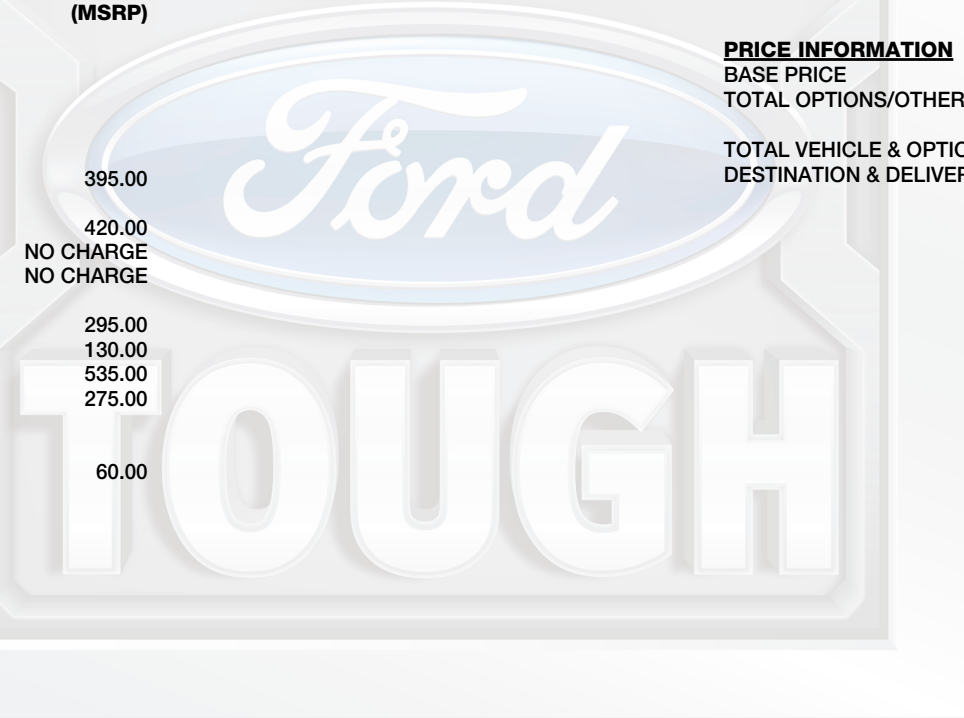 (MSRP)
395.00
420.00
NO CHARGE
NO CHARGE
295.00
130.00
535.00
275.00
60.00
PRICE INFORMATION
BASE PRICE
TOTAL OPTIONS/OTHER
TOTAL VEHICLE & OPTIO
DESTINATION & DELIVER
Ford
TOUGH